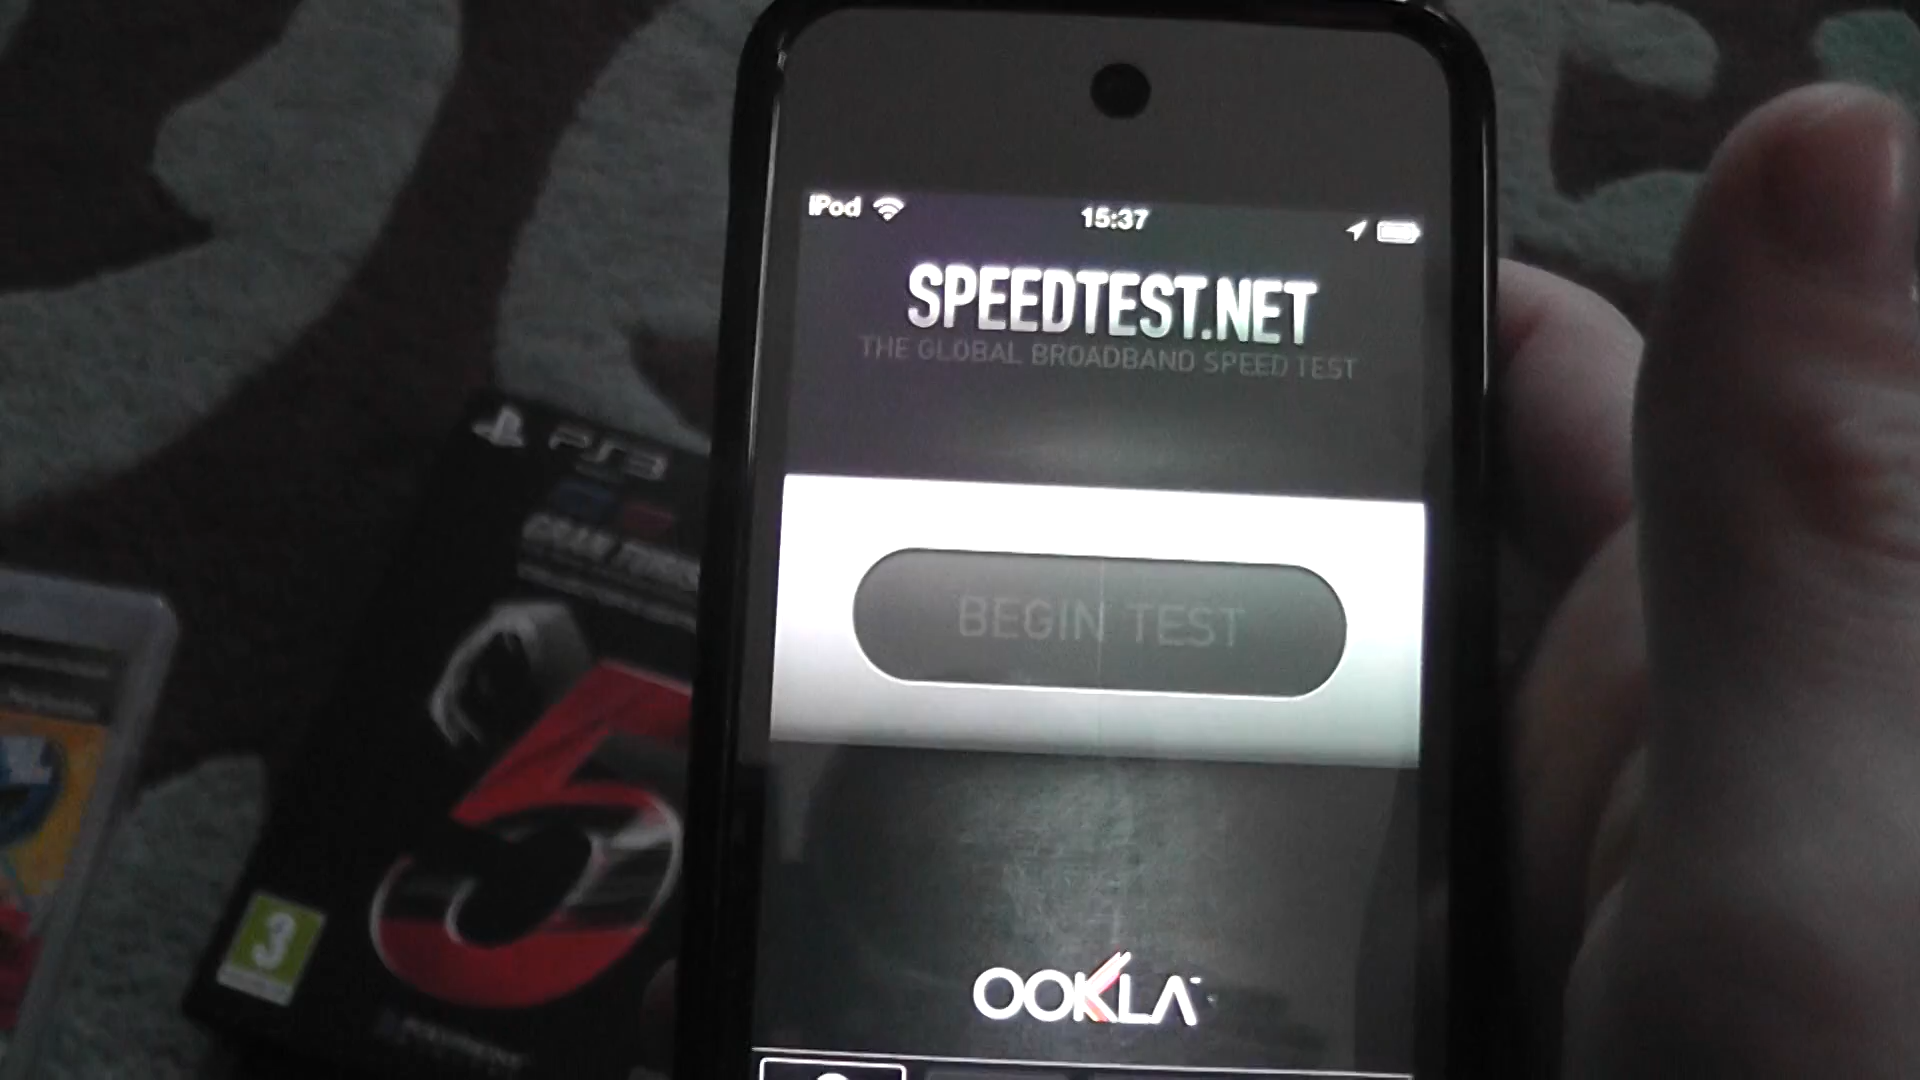 iPod
15:37
SPEEDTEST.NET
THE GLOBAL BROADBAND SPEED TEST
BEGIN TEST
OOKLA
PS3
5
3